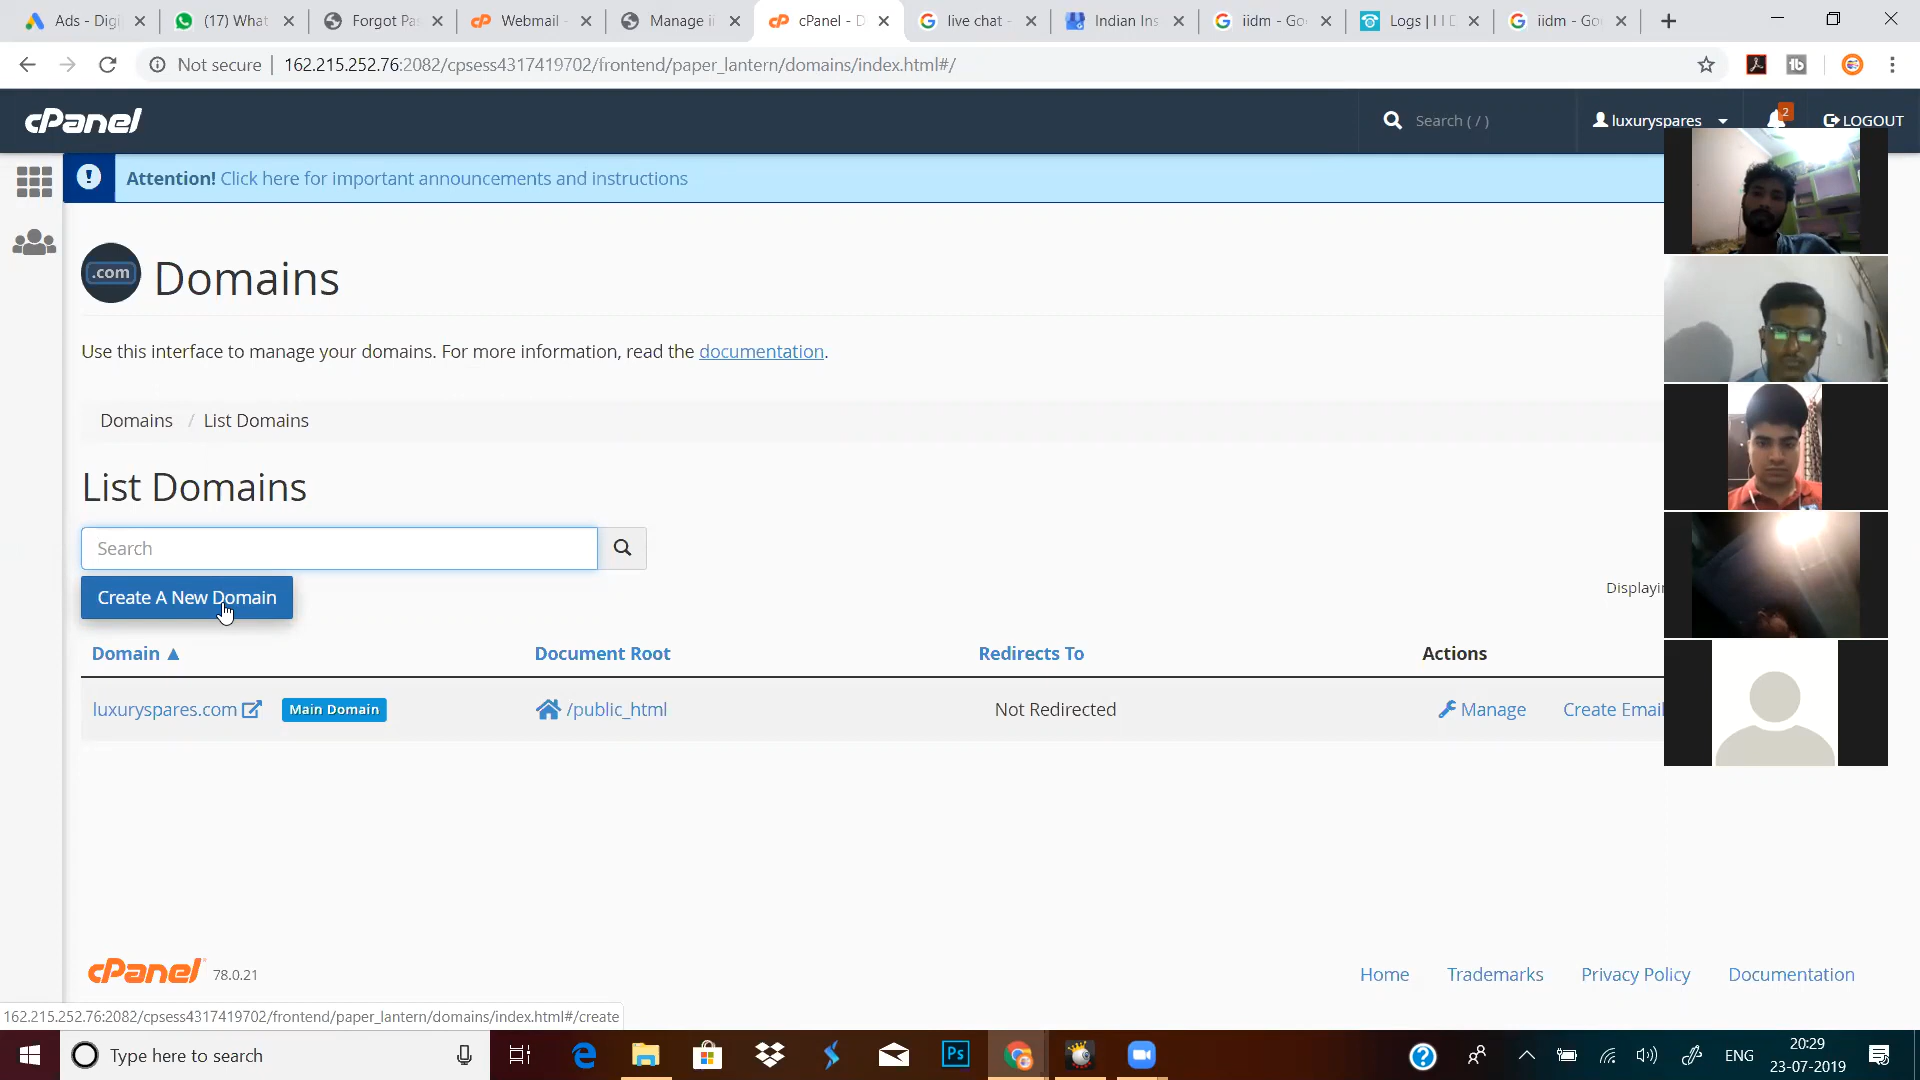 Ads - Digi
(17) What
Forgot Pa
Webmail -
Manage ii
cPanel - D
live chat -
Indian Ins
iidm - Go
Logs | I I D
iidm - Go
Not secure
162.215.252.76:2082/cpsess4317419702/frontend/paper_lantern/domains/index.html#/
cPanel
Search ( / )
luxuryspares
2
LOGOUT
Attention! Click here for important announcements and instructions
.com
Domains
Use this interface to manage your domains. For more information, read the documentation.
Domains / List Domains
List Domains
Search
Create A New Domain
Displayin
Domain ▲
Document Root
Redirects To
Actions
luxuryspares.com
Main Domain
/public_html
Not Redirected
Manage
Create Email
cPanel 78.0.21
Home
Trademarks
Privacy Policy
Documentation
162.215.252.76:2082/cpsess4317419702/frontend/paper_lantern/domains/index.html#/create
Type here to search
Ps
ENG
20:29
23-07-2019